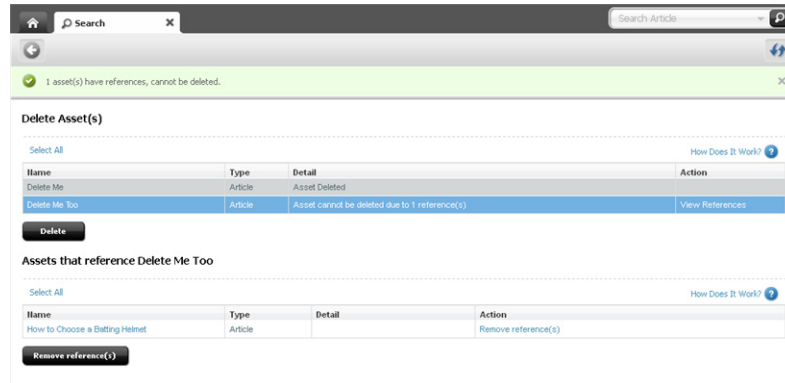 Search
Search Article
1 asset(s) have references, cannot be deleted.
Delete Asset(s)
Select All How Does It Work?
Name Type Detail Action
Delete Me Article Asset Deleted
Delete Me Too Article Asset cannot be deleted due to 1 reference(s) View References
Delete
Assets that reference Delete Me Too
Select All How Does It Work?
Name Type Detail Action
How to Choose a Batting Helmet Article Remove reference(s)
Remove reference(s)